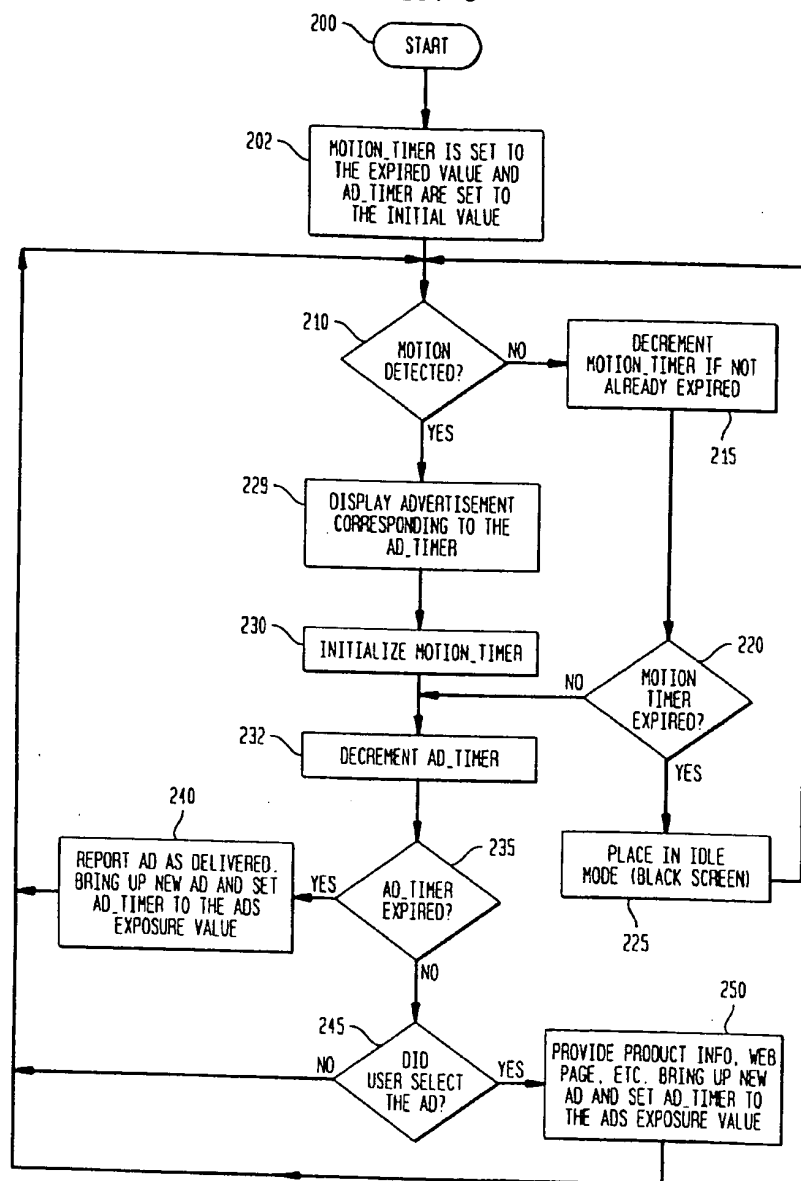 200
START
202
MOTION_TIMER IS SET TO
THE EXPIRED VALUE AND
AD_TIMER ARE SET TO
THE INITIAL VALUE
210
MOTION
DETECTED?
NO
YES
DECREMENT
MOTION_TIMER IF NOT
ALREADY EXPIRED
215
229
DISPLAY ADVERTISEMENT
CORRESPONDING TO THE
AD_TIMER
230
INITIALIZE MOTION_TIMER
220
MOTION
TIMER
EXPIRED?
NO
YES
232
DECREMENT AD_TIMER
PLACE IN IDLE
MODE (BLACK SCREEN)
225
235
AD_TIMER
EXPIRED?
YES
NO
240
REPORT AD AS DELIVERED.
BRING UP NEW AD AND SET
AD_TIMER TO THE ADS
EXPOSURE VALUE
245
DID
USER SELECT
THE AD?
NO
YES
250
PROVIDE PRODUCT INFO, WEB
PAGE, ETC. BRING UP NEW
AD AND SET AD_TIMER TO
THE ADS EXPOSURE VALUE